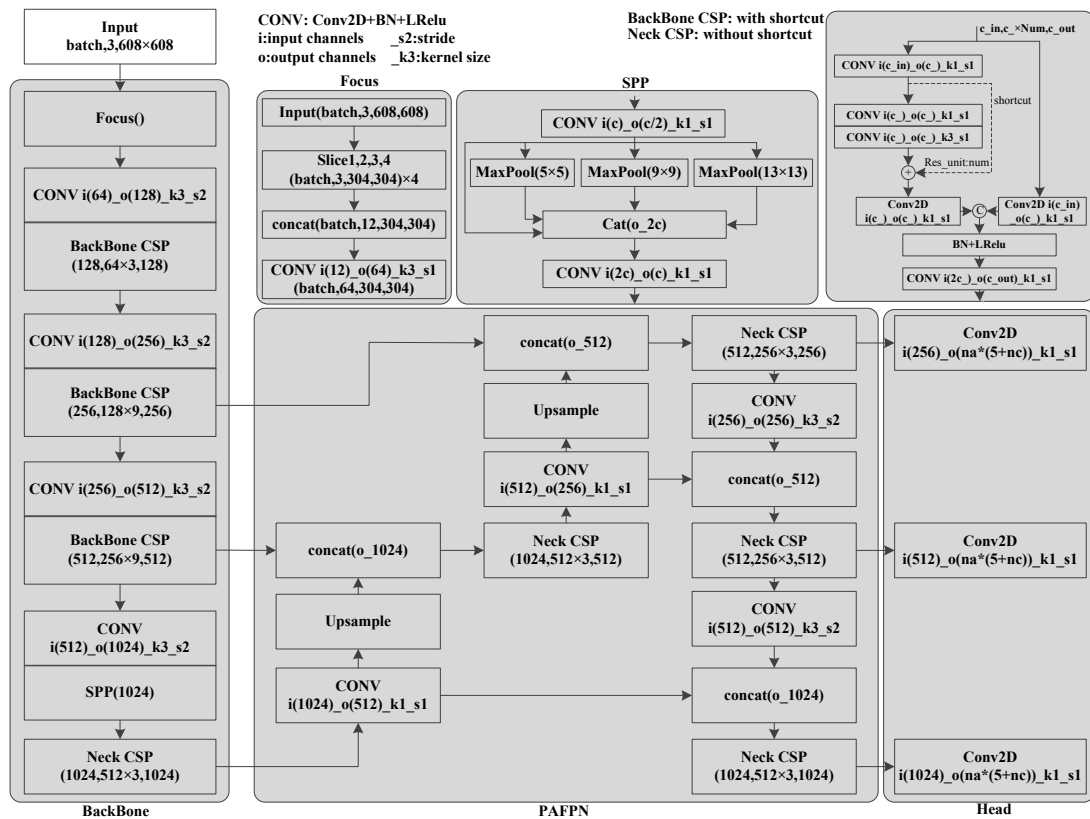 Input
batch,3,608×608
CONV: Conv2D+BN+LRelu
i:input channels _s2:stride
o:output channels _k3:kernel size
BackBone CSP: with shortcut
Neck CSP: without shortcut
Focus()
CONV i(64)_o(128)_k3_s2
BackBone CSP
(128,64×3,128)
CONV i(128)_o(256)_k3_s2
BackBone CSP
(256,128×9,256)
CONV i(256)_o(512)_k3_s2
BackBone CSP
(512,256×9,512)
CONV
i(512)_o(1024)_k3_s2
SPP(1024)
Neck CSP
(1024,512×3,1024)
BackBone
Focus
Input(batch,3,608,608)
Slice1,2,3,4
(batch,3,304,304)×4
concat(batch,12,304,304)
CONV i(12)_o(64)_k3_s1
(batch,64,304,304)
SPP
CONV i(c)_o(c/2)_k1_s1
MaxPool(5×5)
MaxPool(9×9)
MaxPool(13×13)
Cat(o_2c)
CONV i(2c)_o(c)_k1_s1
c_in,c_×Num,c_out
CONV i(c_in)_o(c_)_k1_s1
shortcut
CONV i(c_)_o(c_)_k1_s1
CONV i(c_)_o(c_)_k3_s1
Res_unit:num
+
Conv2D
i(c_)_o(c_)_k1_s1
C
Conv2D i(c_in)
_o(c_)_k1_s1
BN+LRelu
CONV i(2c_)_o(c_out)_k1_s1
concat(o_512)
Upsample
CONV
i(512)_o(256)_k1_s1
concat(o_1024)
Neck CSP
(1024,512×3,512)
Upsample
CONV
i(1024)_o(512)_k1_s1
Neck CSP
(512,256×3,256)
CONV
i(256)_o(256)_k3_s2
concat(o_512)
Neck CSP
(512,256×3,512)
CONV
i(512)_o(512)_k3_s2
concat(o_1024)
Neck CSP
(1024,512×3,1024)
PAFPN
Conv2D
i(256)_o(na*(5+nc))_k1_s1
Conv2D
i(512)_o(na*(5+nc))_k1_s1
Conv2D
i(1024)_o(na*(5+nc))_k1_s1
Head